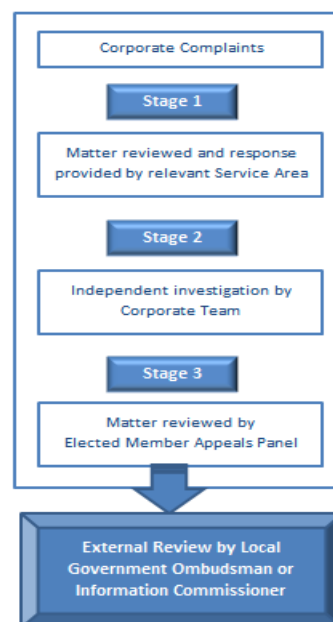 Corporate Complaints
Stage 1
Matter reviewed and response
provided by relevant Service Area
Stage 2
Independent investigation by
Corporate Team
Stage 3
Matter reviewed by
Elected Member Appeals Panel
External Review by Local
Government Ombudsman or
Information Commissioner